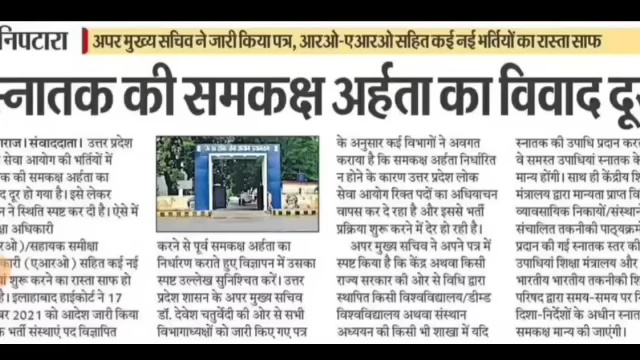 निपटारा
अपर मुख्य सचिव ने जारी किया पत्र, आरओ-एआरओ सहित कई नई भर्तियों का रास्ता साफ
स्नातक की समकक्ष अर्हता का विवाद दूर
राज। संवाददाता। उत्तर प्रदेश
सेवा आयोग की भर्तियों में
क की समकक्ष अर्हता का
द दूर हो गया है। इसे लेकर
न ने स्थिति स्पष्ट कर दी है। ऐसे में
क्षा अधिकारी
रओ)/सहायक समीक्षा
कारी (एआरओ) सहित कई नई
यां शुरू करने का रास्ता साफ हो
है। इलाहाबाद हाईकोर्ट ने 17
बर 2021 को आदेश जारी किया
क भर्ती संस्थाएं पद विज्ञापित
करने से पूर्व समकक्ष अर्हता का
निर्धारण कराते हुए विज्ञापन में उसका
स्पष्ट उल्लेख सुनिश्चित करें। उत्तर
प्रदेश शासन के अपर मुख्य सचिव
डॉ. देवेश चतुर्वेदी की ओर से सभी
विभागाध्यक्षों को जारी किए गए पत्र
के अनुसार कई विभागों ने अवगत
कराया है कि समकक्ष अर्हता निर्धारित
न होने के कारण उत्तर प्रदेश लोक
सेवा आयोग रिक्त पदों का अधियाचन
वापस कर दे रहा है और इससे भर्ती
प्रक्रिया शुरू करने में देर हो रही है।
अपर मुख्य सचिव ने अपने पत्र में
स्पष्ट किया है कि केंद्र अथवा किसी
राज्य सरकार की ओर से विधि द्वारा
स्थापित किसी विश्वविद्यालय/डीम्ड
विश्वविद्यालय अथवा संस्थान
अध्ययन की किसी भी शाखा में यदि
स्नातक की उपाधि प्रदान करत
वे समस्त उपाधियां स्नातक के
मान्य होंगी। साथ ही केंद्रीय शि
मंत्रालय द्वारा मान्यता प्राप्त वि
व्यावसायिक निकायों/संस्था
संचालित तकनीकी पाठ्यक्रमे
प्रदान की गई स्नातक स्तर की
उपाधियां शिक्षा मंत्रालय और
भारतीय भारतीय तकनीकी शि
परिषद द्वारा समय-समय पर नि
दिशा-निर्देशों के अधीन स्नात
समकक्ष मान्य की जाएंगी।